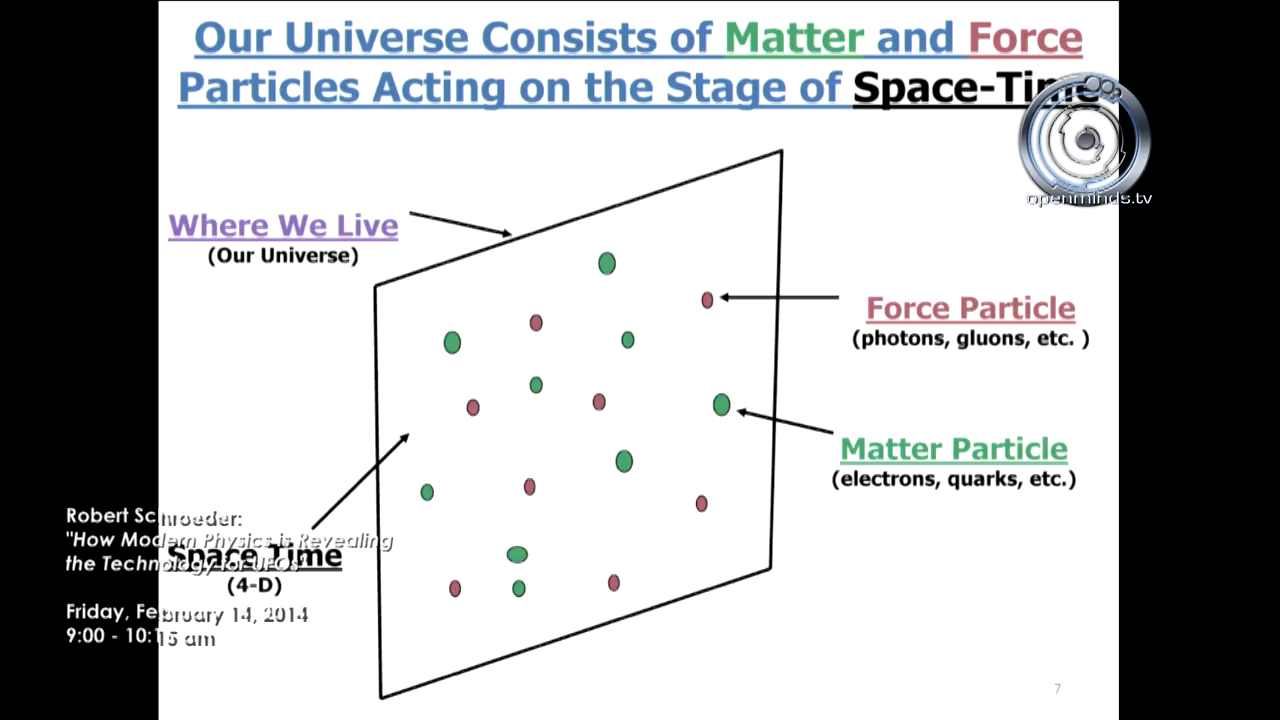 Our Universe Consists of Matter and Force
Particles Acting on the Stage of Space-Time
openminds.tv
Where We Live
(Our Universe)
Force Particle
(photons, gluons, etc. )
Matter Particle
(electrons, quarks, etc.)
Space Time
(4-D)
Robert Schroeder:
"How Modern Physics is Revealing
the Technology for UFOs"
Friday, February 14, 2014
9:00 - 10:15 am
7